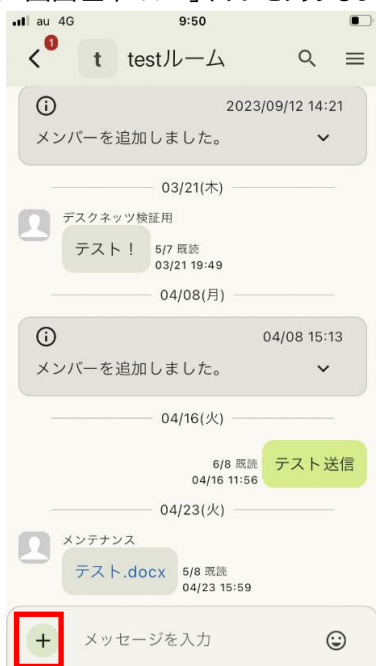 au 4G 9:50
1
t testルーム
2023/09/12 14:21
メンバーを追加しました。
03/21(木)
デスクネッツ検証用
テスト！ 5/7 既読
03/21 19:49
04/08(月)
04/08 15:13
メンバーを追加しました。
04/16(火)
6/8 既読 テスト送信
04/16 11:56
04/23(火)
メンテナンス
テスト.docx 5/8 既読
04/23 15:59
+ メッセージを入力